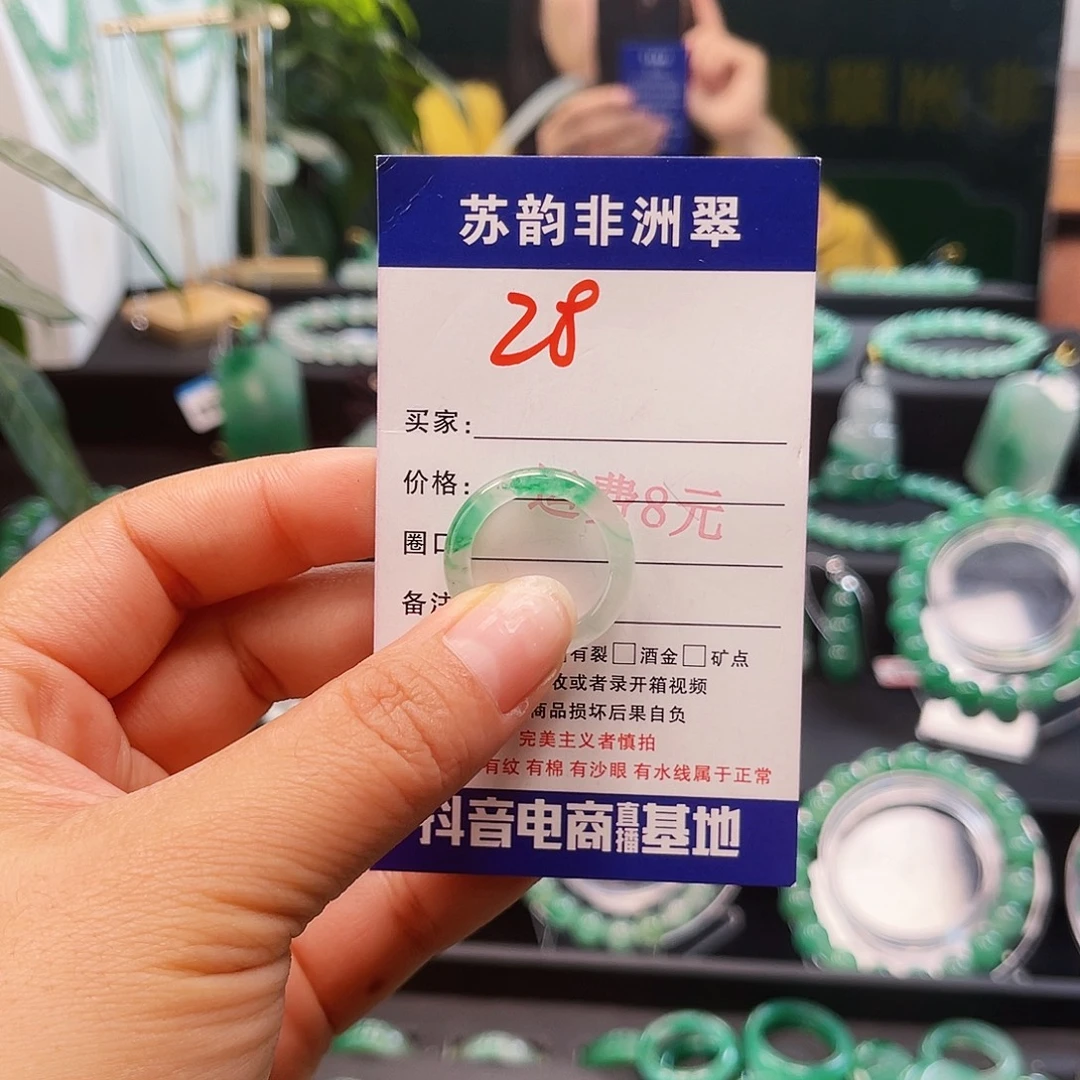 苏韵非洲翠
28
买家:
价格:
运费8元
圈口
备注
有裂□酒金□矿点
收或者录开箱视频
商品损坏后果自负
完美主义者慎拍
有纹 有棉 有沙眼 有水线属于正常
抖音电商直播基地